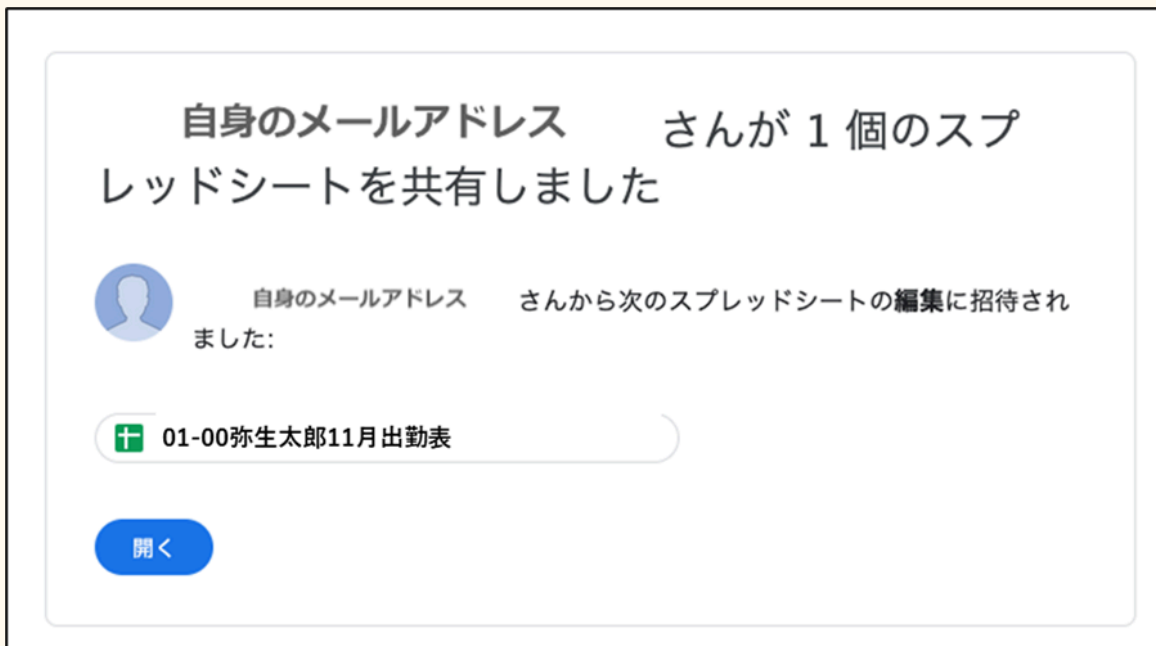 自身のメールアドレス さんが 1 個のスプ
レッドシートを共有しました
自身のメールアドレス さんから次のスプレッドシートの編集に招待され
ました:
01-00弥生太郎11月出勤表
開く